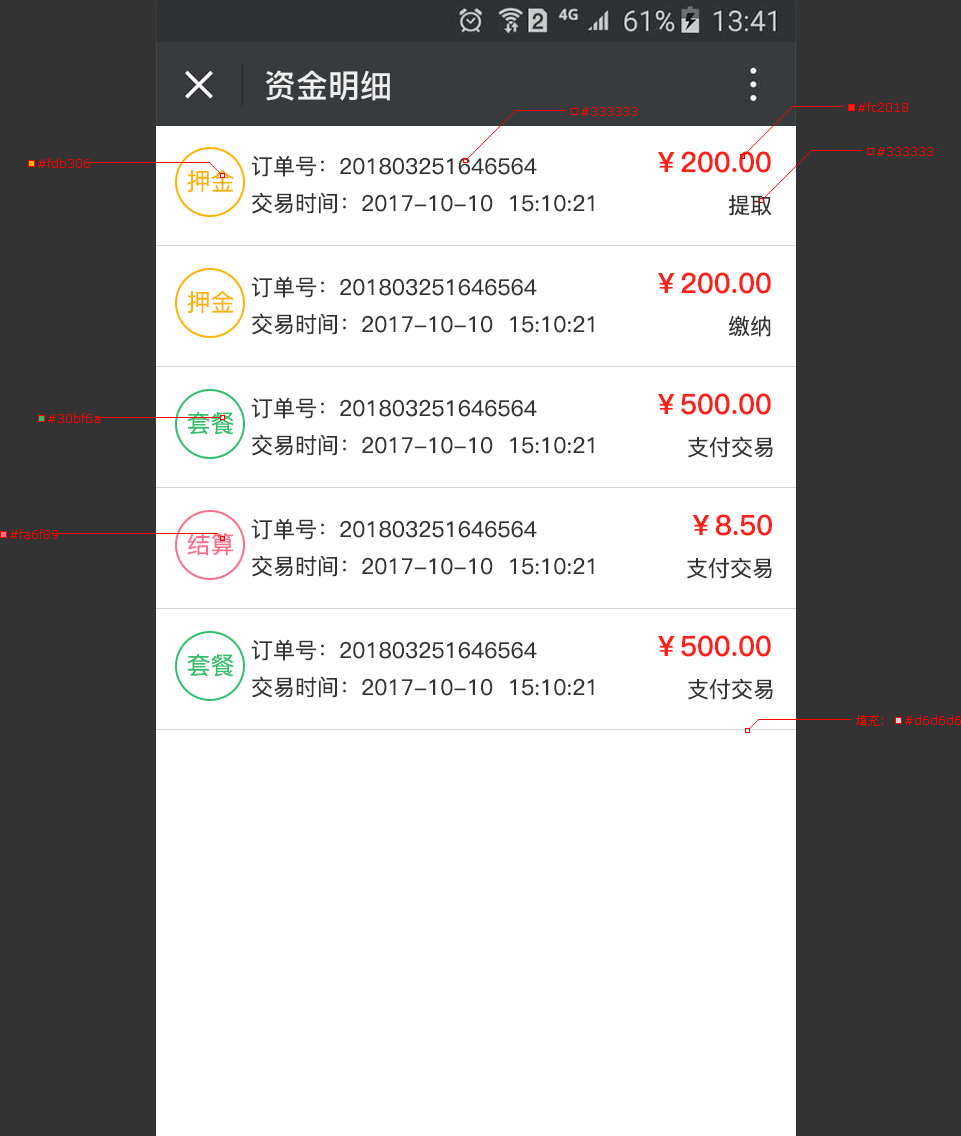 2 4G 61% 13:41
资金明细
#333333
#fc2018
#fdb306
押金
订单号：201803251646564
¥200.00
#333333
交易时间：2017-10-10 15:10:21
提取
押金
订单号：201803251646564
¥200.00
交易时间：2017-10-10 15:10:21
缴纳
#30bf6a
套餐
订单号：201803251646564
¥500.00
交易时间：2017-10-10 15:10:21
支付交易
#fa6f89
结算
订单号：201803251646564
¥8.50
交易时间：2017-10-10 15:10:21
支付交易
套餐
订单号：201803251646564
¥500.00
交易时间：2017-10-10 15:10:21
支付交易
填充： #d6d6d6